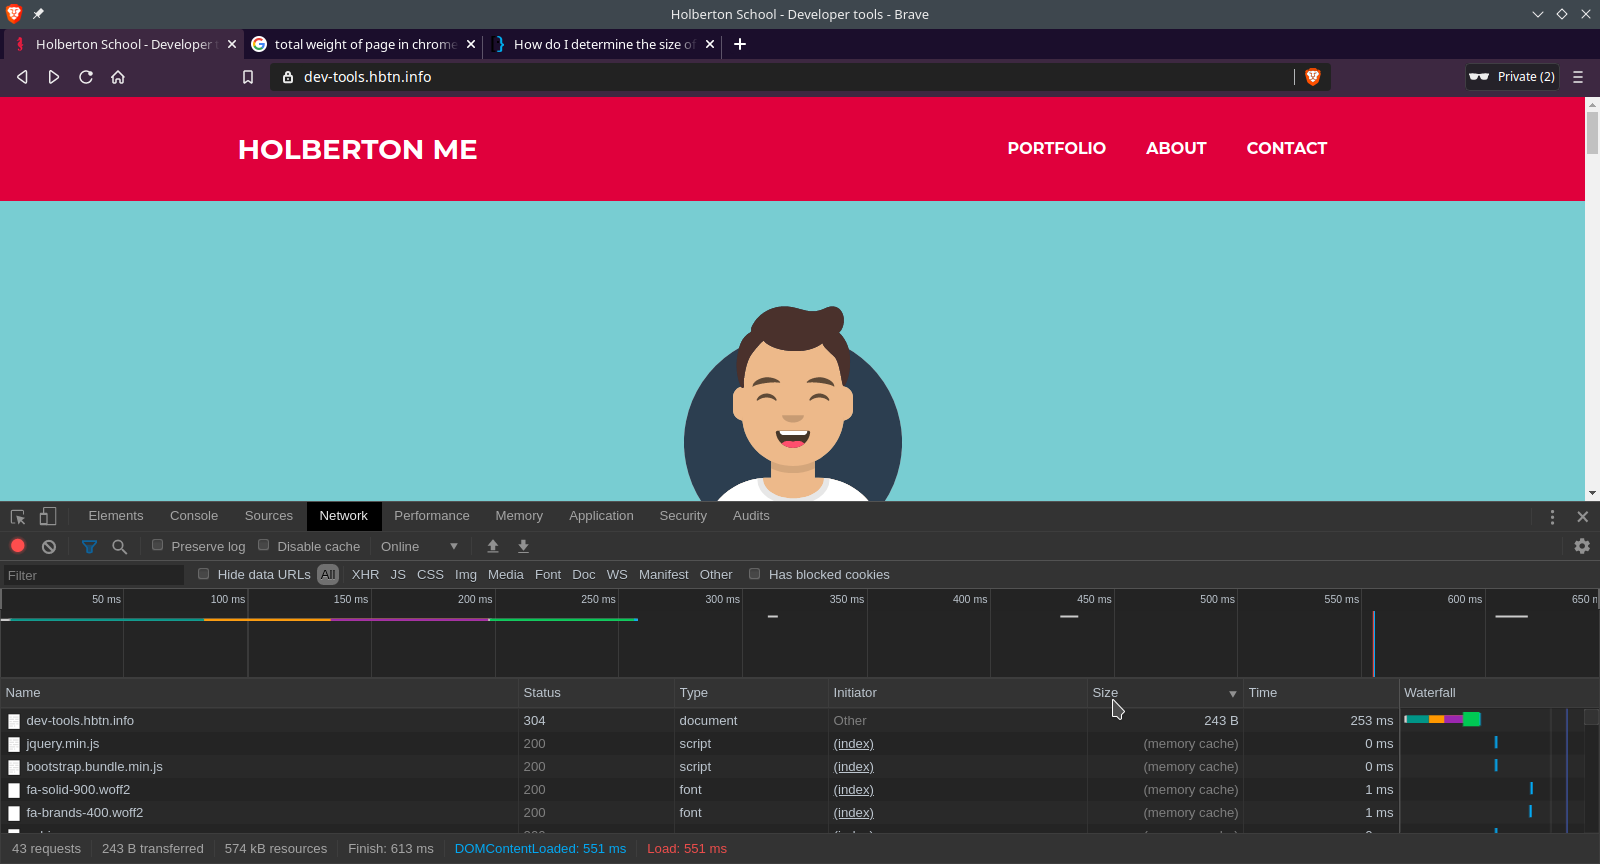 Holberton School - Developer tools - Brave
Holberton School - Developer t
total weight of page in chrome
How do I determine the size of
dev-tools.hbtn.info
Private (2)
HOLBERTON ME
PORTFOLIO ABOUT CONTACT
Elements Console Sources Network Performance Memory Application Security Audits
Preserve log Disable cache Online
Filter Hide data URLs All XHR JS CSS Img Media Font Doc WS Manifest Other Has blocked cookies
50 ms 100 ms 150 ms 200 ms 250 ms 300 ms 350 ms 400 ms 450 ms 500 ms 550 ms 600 ms 650 m
Name Status Type Initiator Size Time Waterfall
dev-tools.hbtn.info 304 document Other 243 B 253 ms
jquery.min.js 200 script (index) (memory cache) 0 ms
bootstrap.bundle.min.js 200 script (index) (memory cache) 0 ms
fa-solid-900.woff2 200 font (index) (memory cache) 1 ms
fa-brands-400.woff2 200 font (index) (memory cache) 1 ms
43 requests 243 B transferred 574 kB resources Finish: 613 ms DOMContentLoaded: 551 ms Load: 551 ms